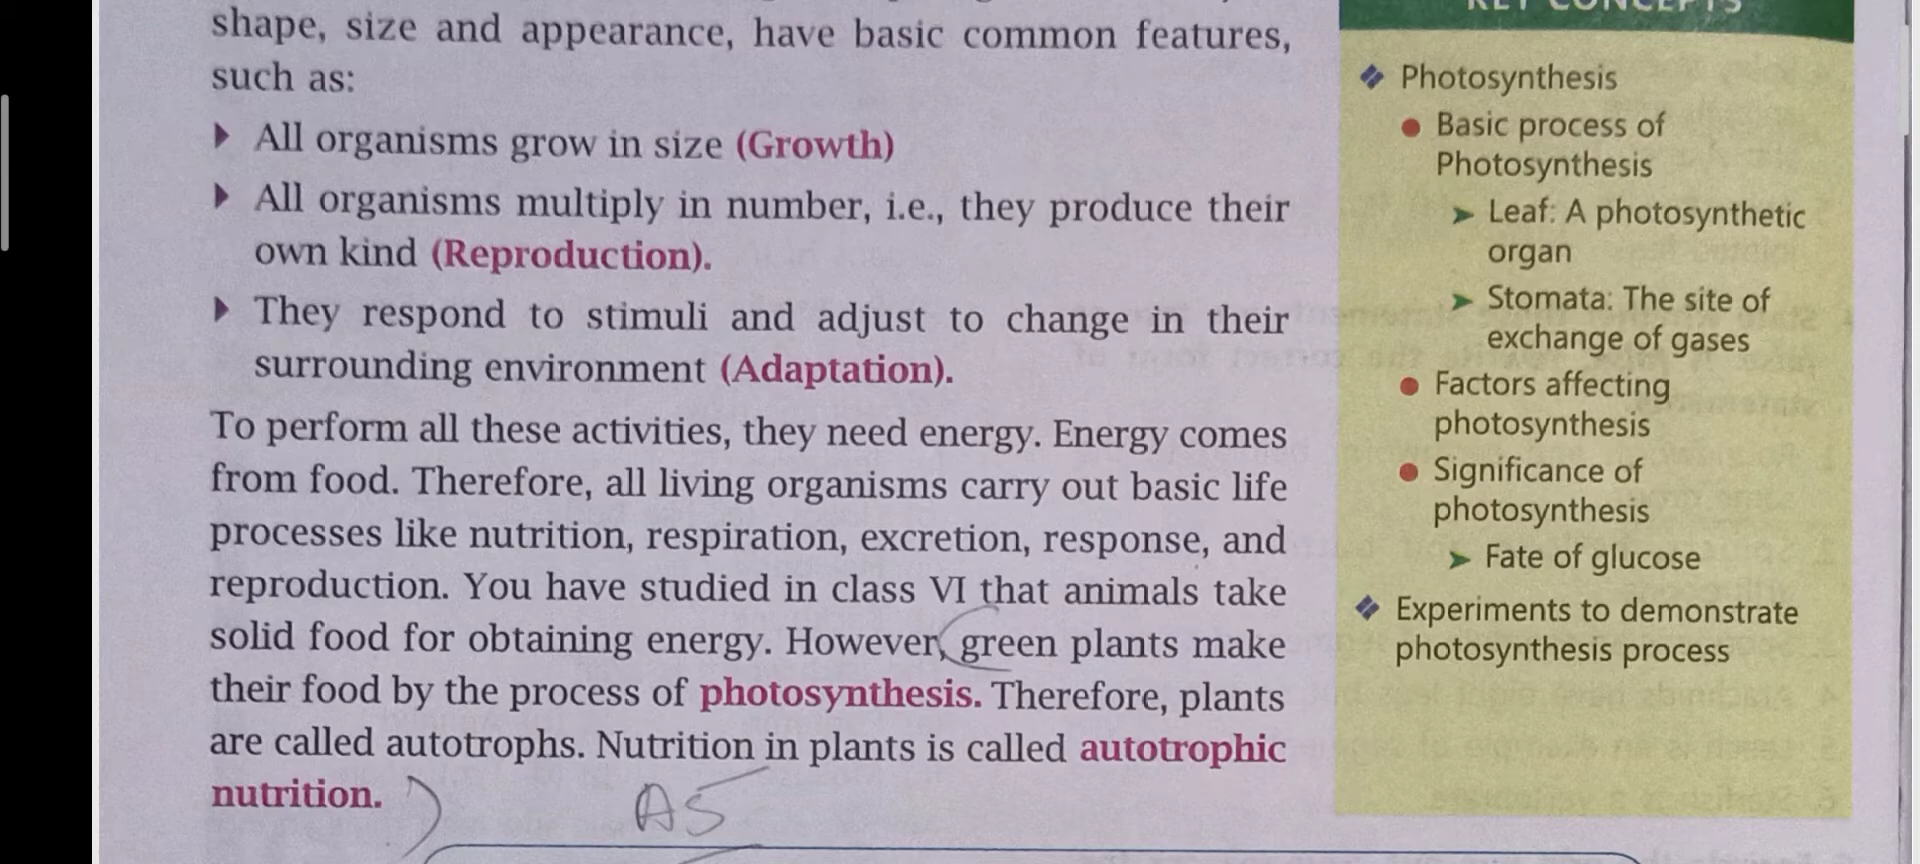 shape, size and appearance, have basic common features,
such as:
All organisms grow in size (Growth)
All organisms multiply in number, i.e., they produce their
own kind (Reproduction).
They respond to stimuli and adjust to change in their
surrounding environment (Adaptation).
To perform all these activities, they need energy. Energy comes
from food. Therefore, all living organisms carry out basic life
processes like nutrition, respiration, excretion, response, and
reproduction. You have studied in class VI that animals take
solid food for obtaining energy. However, green plants make
their food by the process of photosynthesis. Therefore, plants
are called autotrophs. Nutrition in plants is called autotrophic
nutrition.
A5
KEY CONCEPTS
Photosynthesis
Basic process of
Photosynthesis
Leaf: A photosynthetic
organ
Stomata: The site of
exchange of gases
Factors affecting
photosynthesis
Significance of
photosynthesis
Fate of glucose
Experiments to demonstrate
photosynthesis process